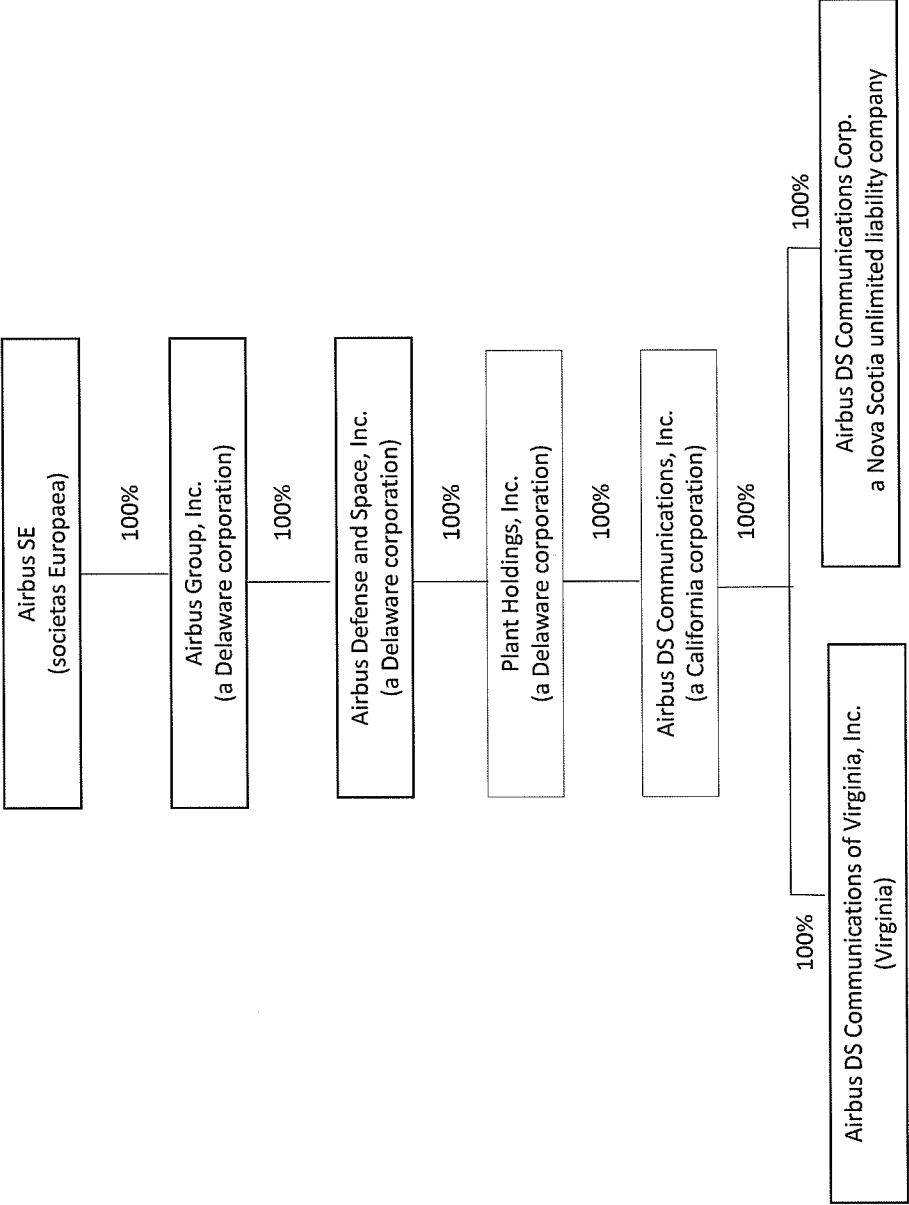 Airbus SE
(societas Europaea)
100%
Airbus Group, Inc.
(a Delaware corporation)
100%
Airbus Defense and Space, Inc.
(a Delaware corporation)
100%
Plant Holdings, Inc.
(a Delaware corporation)
100%
Airbus DS Communications, Inc.
(a California corporation)
100%
100%
100%
Airbus DS Communications of Virginia, Inc.
(Virginia)
Airbus DS Communications Corp.
a Nova Scotia unlimited liability company